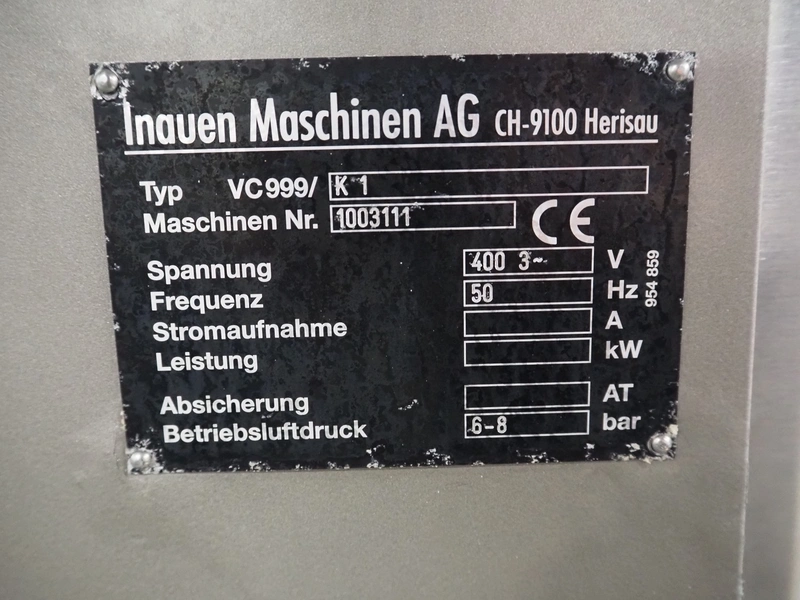 Inauen Maschinen AG CH-9100 Herisau
Typ VC999/ K 1
Maschinen Nr. 1003111
CE
Spannung 400 3~ V
Frequenz 50 Hz
Stromaufnahme A
Leistung kW
Absicherung AT
Betriebsluftdruck 6-8 bar
954 859